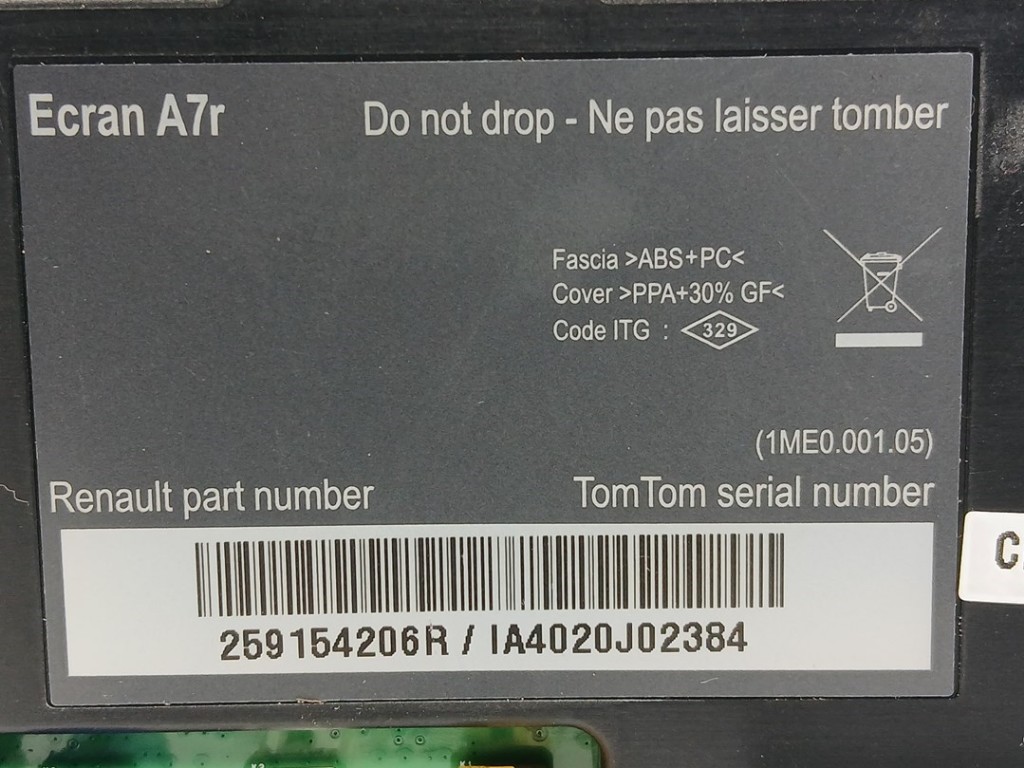 Ecran A7r
Do not drop - Ne pas laisser tomber
Fascia >ABS+PC<
Cover >PPA+30% GF<
Code ITG : 329
(1ME0.001.05)
Renault part number
TomTom serial number
259154206R / IA4020J02384